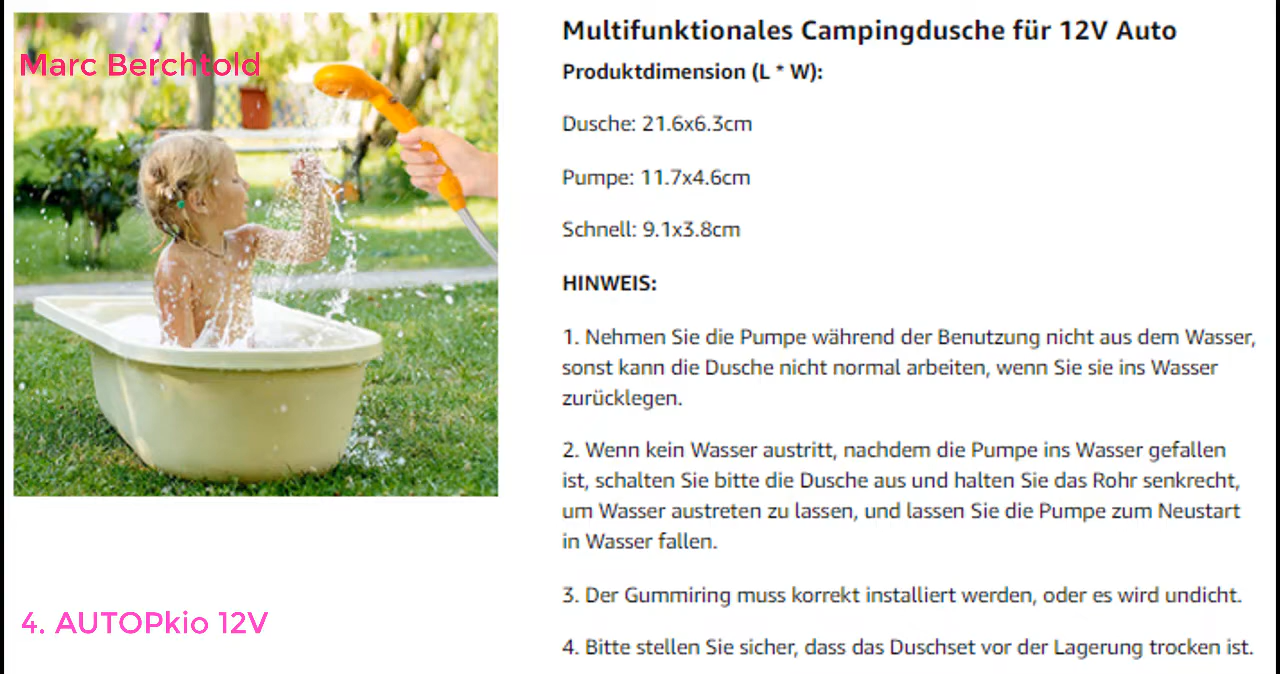 Marc Berchtold
Multifunktionales Campingdusche für 12V Auto
Produktdimension (L * W):
Dusche: 21.6x6.3cm
Pumpe: 11.7x4.6cm
Schnell: 9.1x3.8cm
HINWEIS:
1. Nehmen Sie die Pumpe während der Benutzung nicht aus dem Wasser,
sonst kann die Dusche nicht normal arbeiten, wenn Sie sie ins Wasser
zurücklegen.
2. Wenn kein Wasser austritt, nachdem die Pumpe ins Wasser gefallen
ist, schalten Sie bitte die Dusche aus und halten Sie das Rohr senkrecht,
um Wasser austreten zu lassen, und lassen Sie die Pumpe zum Neustart
in Wasser fallen.
3. Der Gummiring muss korrekt installiert werden, oder es wird undicht.
4. Bitte stellen Sie sicher, dass das Duschset vor der Lagerung trocken ist.
4. AUTOPkio 12V